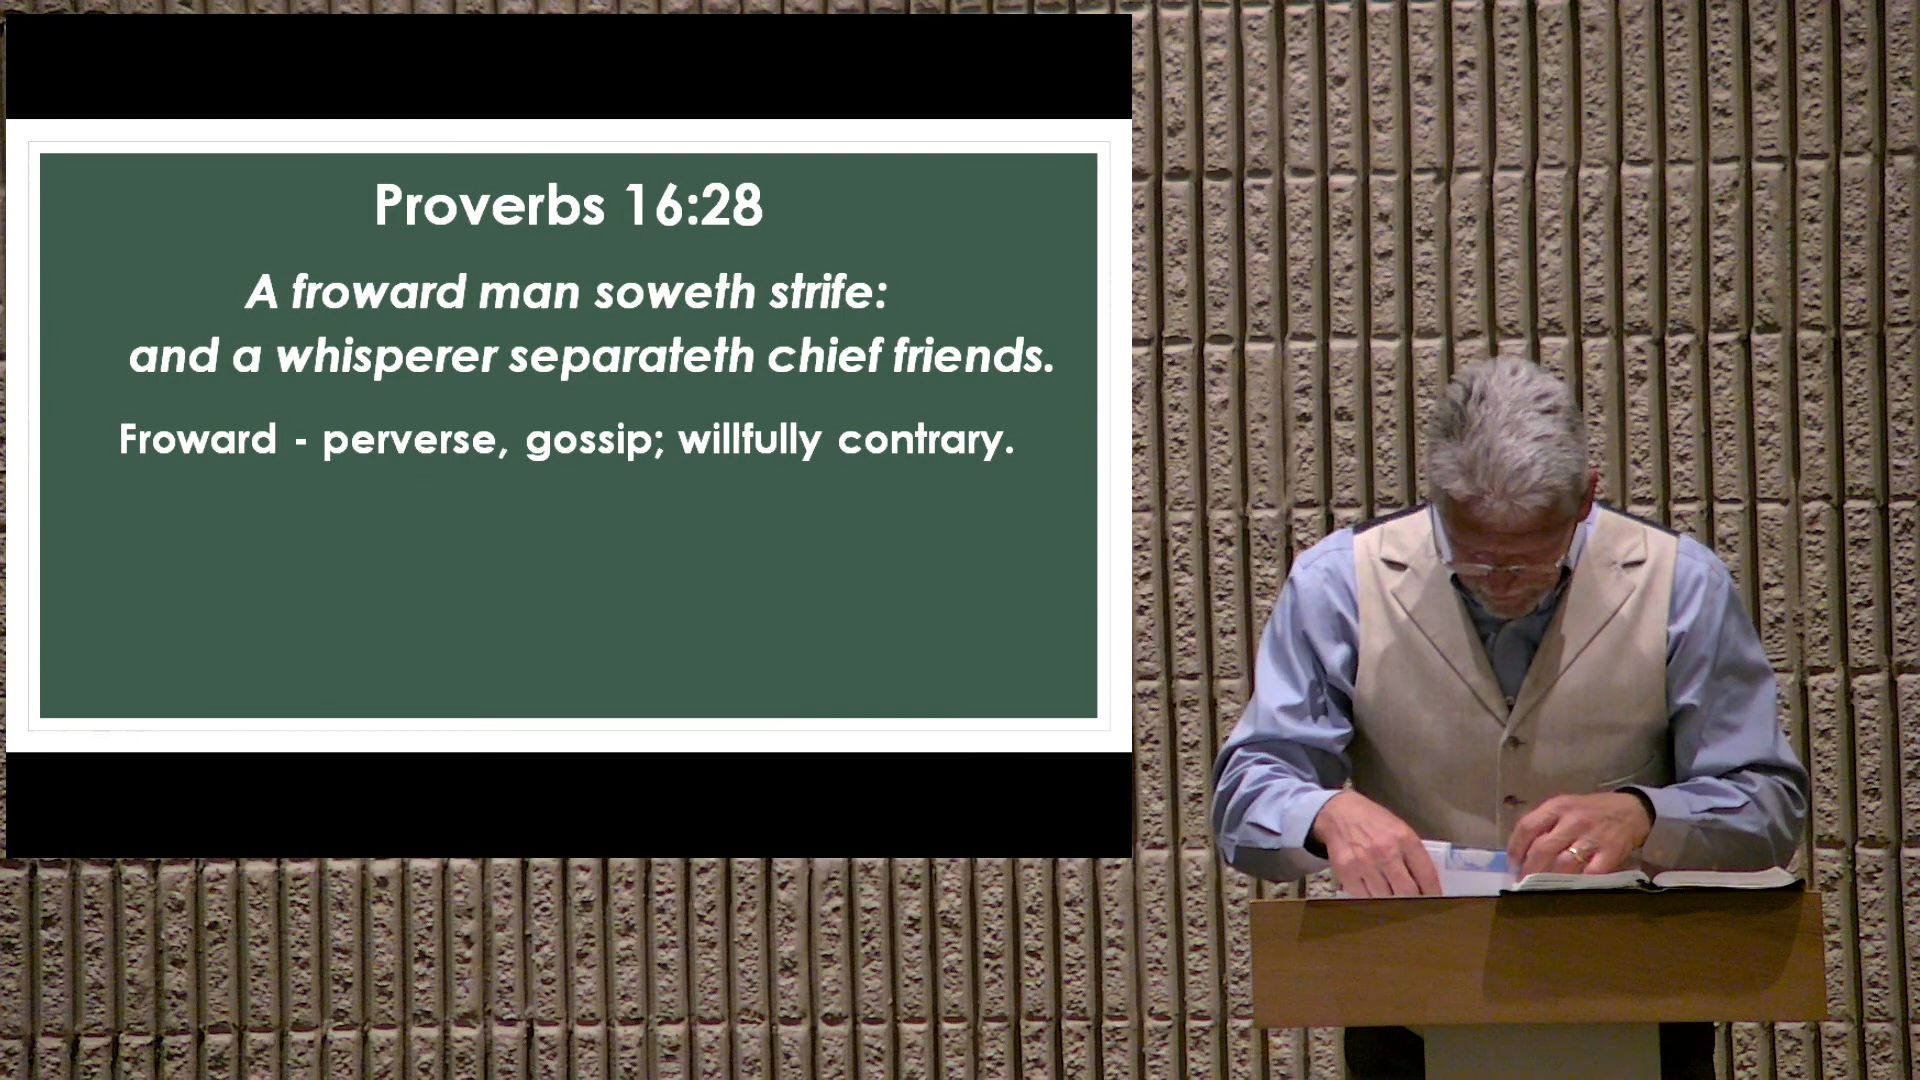 Proverbs 16:28
A froward man soweth strife:
and a whisperer separateth chief friends.
Froward - perverse, gossip; willfully contrary.